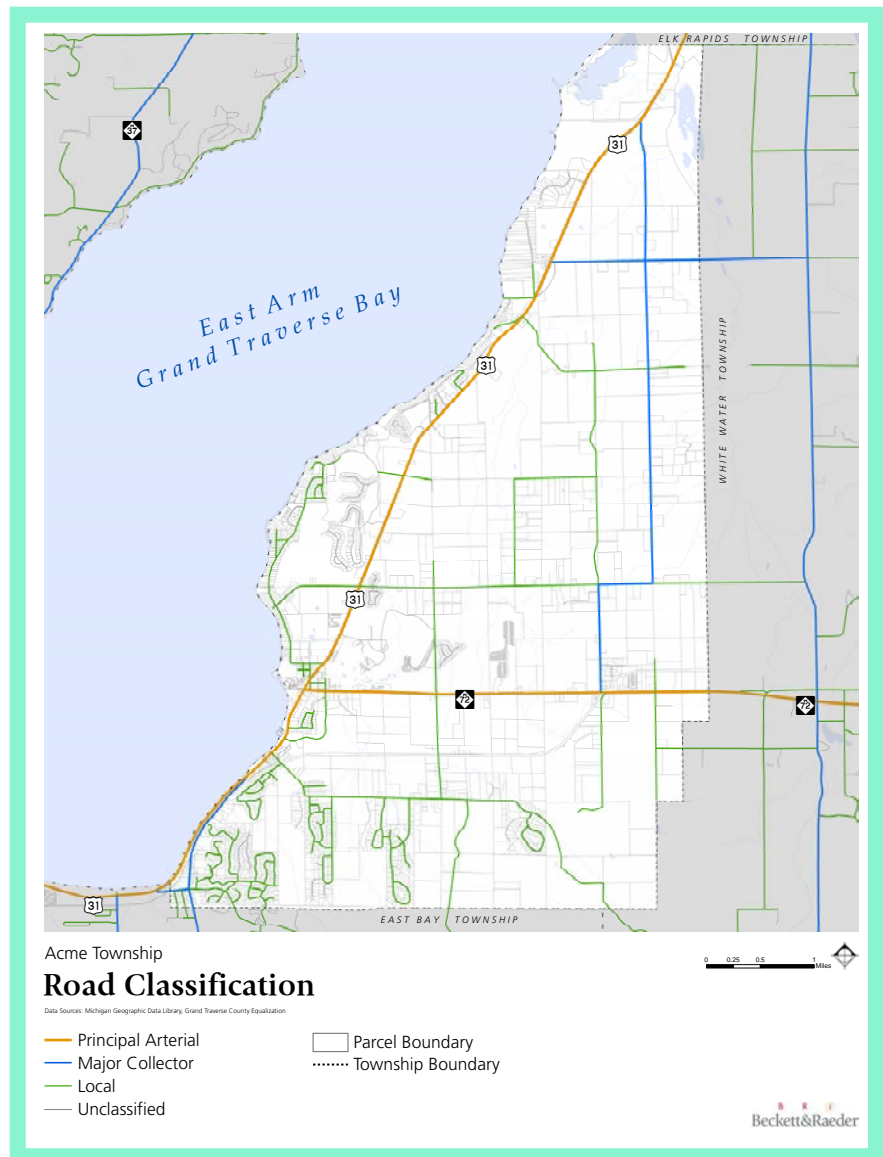 ELK RAPIDS TOWNSHIP
37
31
East Arm
Grand Traverse Bay
31
WHITE WATER TOWNSHIP
31
72
72
31
EAST BAY TOWNSHIP
Acme Township
Road Classification
Data Sources: Michigan Geographic Data Library, Grand Traverse County Equalization
0 0.25 0.5 1
Miles
Principal Arterial
Major Collector
Local
Unclassified
Parcel Boundary
Township Boundary
B R i
Beckett&Raeder